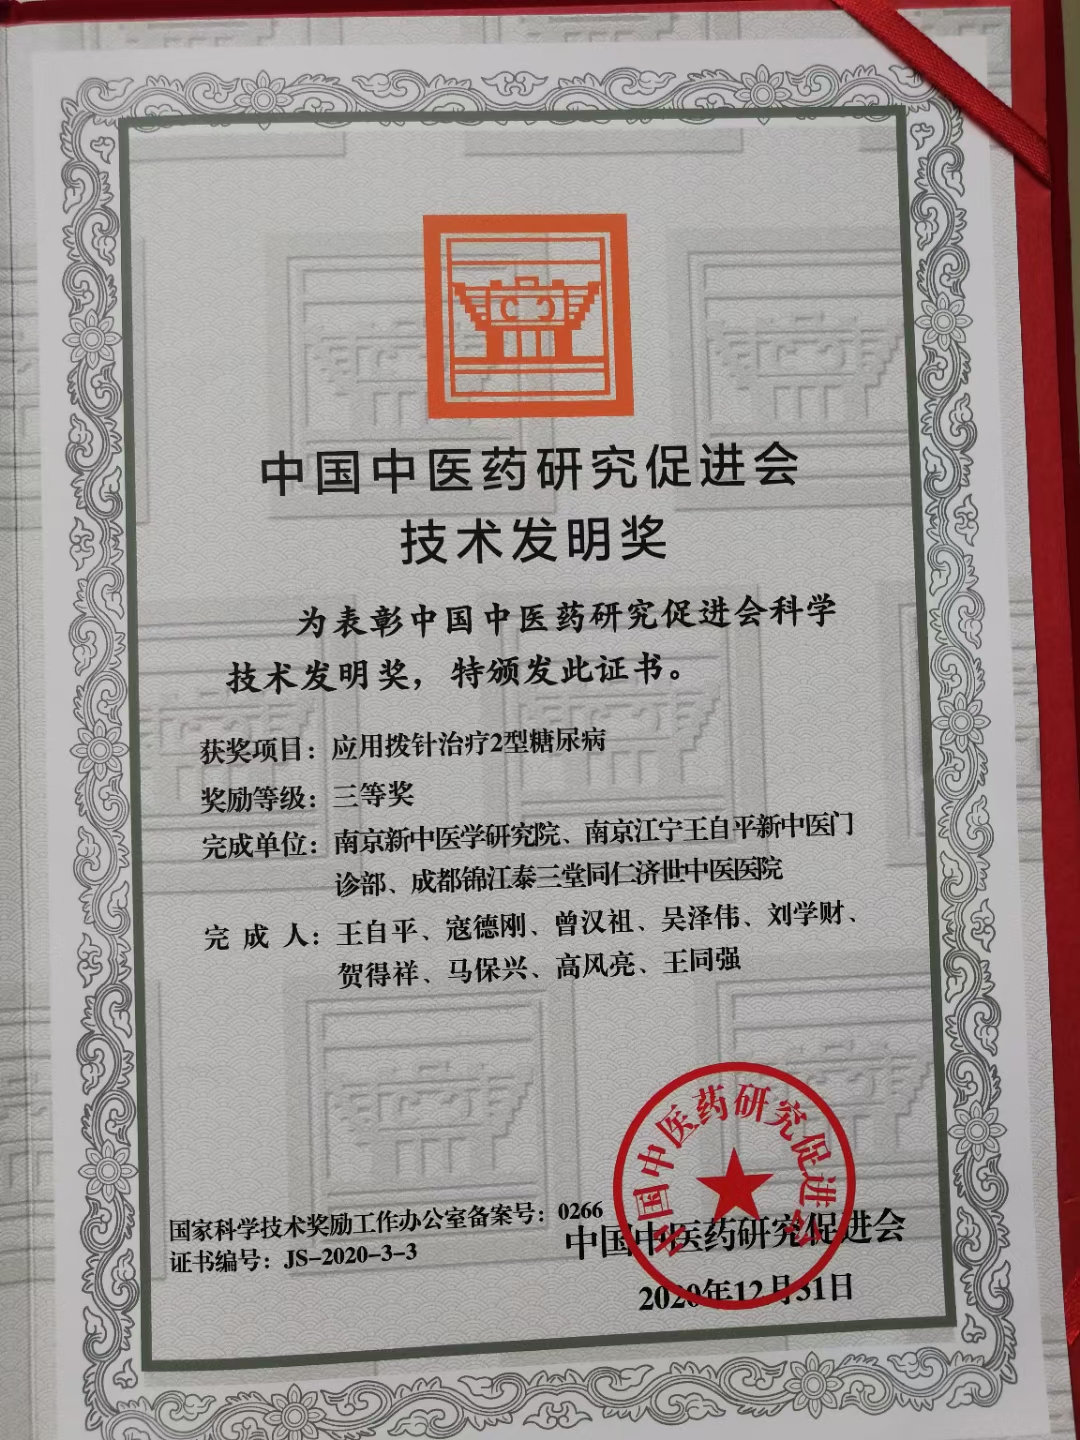 中国中医药研究促进会
技术发明奖
为表彰中国中医药研究促进会科学
技术发明奖，特颁发此证书。
获奖项目：应用拨针治疗2型糖尿病
奖励等级：三等奖
完成单位：南京新中医学研究院、南京江宁王自平新中医门
诊部、成都锦江泰三堂同仁济世中医医院
完成人：王自平、寇德刚、曾汉祖、吴泽伟、刘学财、
贺得祥、马保兴、高风亮、王同强
中国中医药研究促进会
国家科学技术奖励工作办公室备案号：0266
证书编号：JS-2020-3-3
中国中医药研究促进会
2020年12月31日